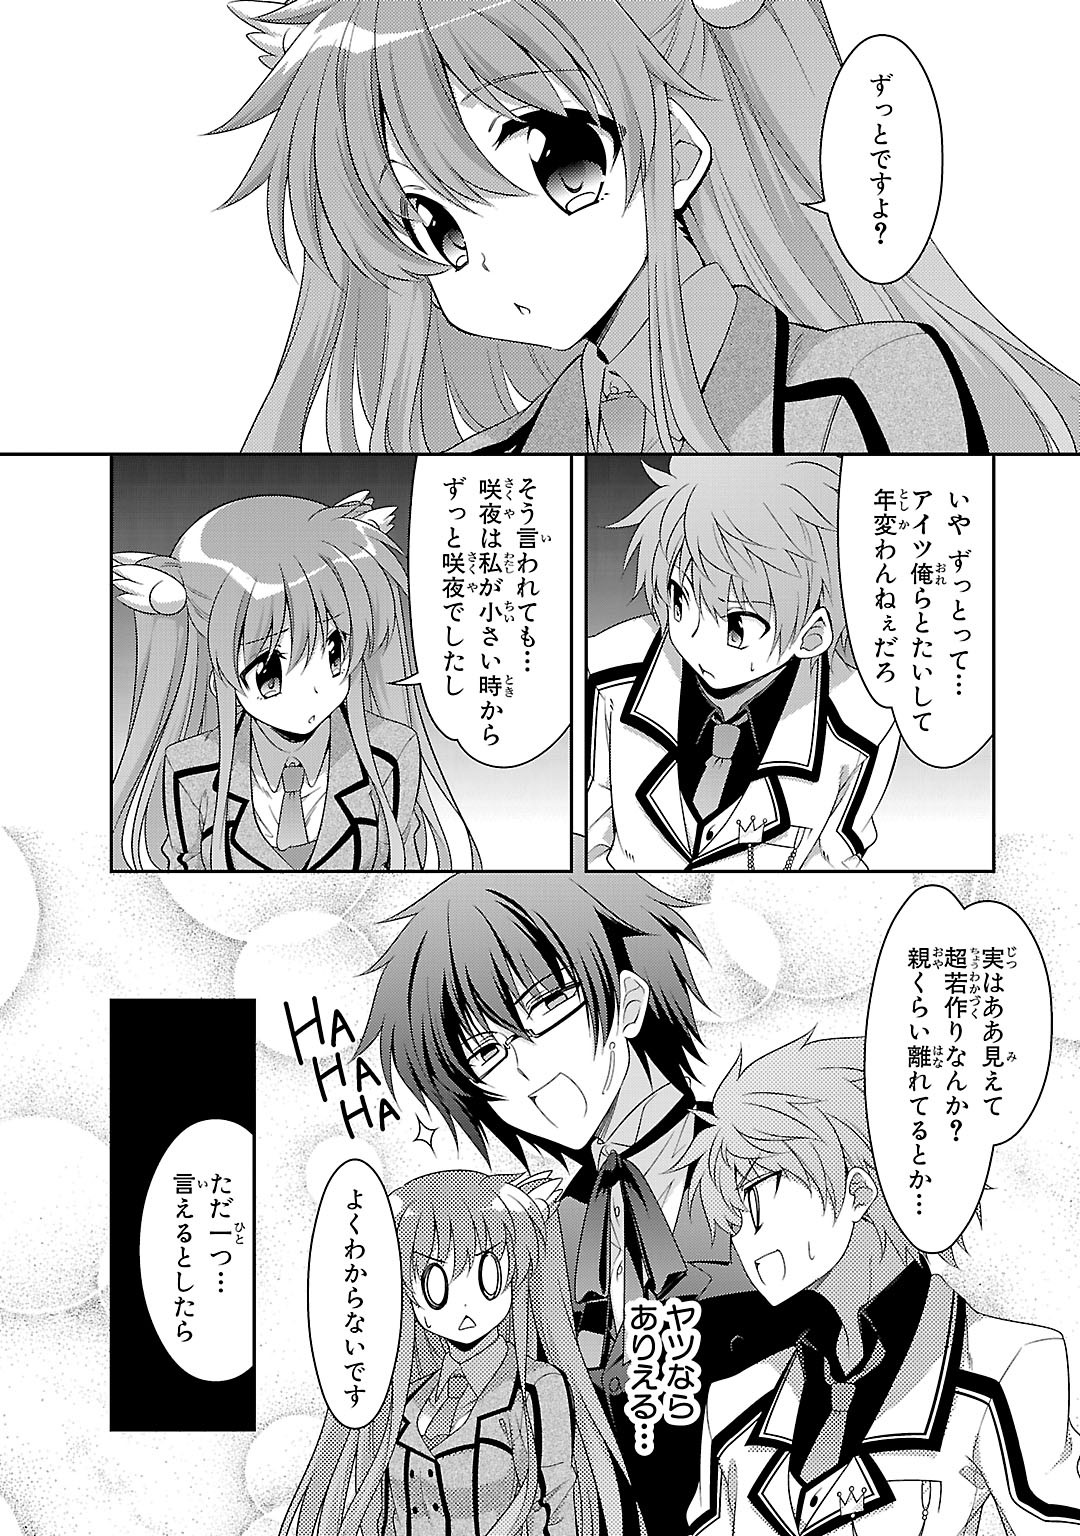 ずっとですよ?
いや ずっとって…
アイツ俺らとたいして
年変わんねぇだろ
そう言われても…
咲夜は私が小さい時から
ずっと咲夜でしたし
実はああ見えて
超若作りなんか?
親くらい離れてるとか…
ヤツなら
ありえる…
HA
HA
HA
よくわからないです
ただ一つ…
言えるとしたら